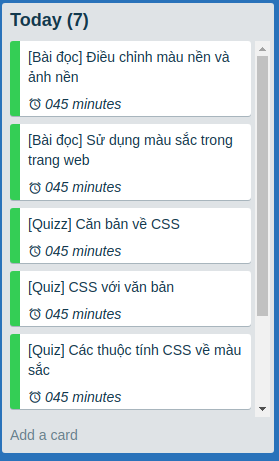 Today (7)
[Bài đọc] Điều chỉnh màu nền và
ảnh nền
045 minutes
[Bài đọc] Sử dụng màu sắc trong
trang web
045 minutes
[Quizz] Căn bản về CSS
045 minutes
[Quiz] CSS với văn bản
045 minutes
[Quiz] Các thuộc tính CSS về màu
sắc
045 minutes
Add a card